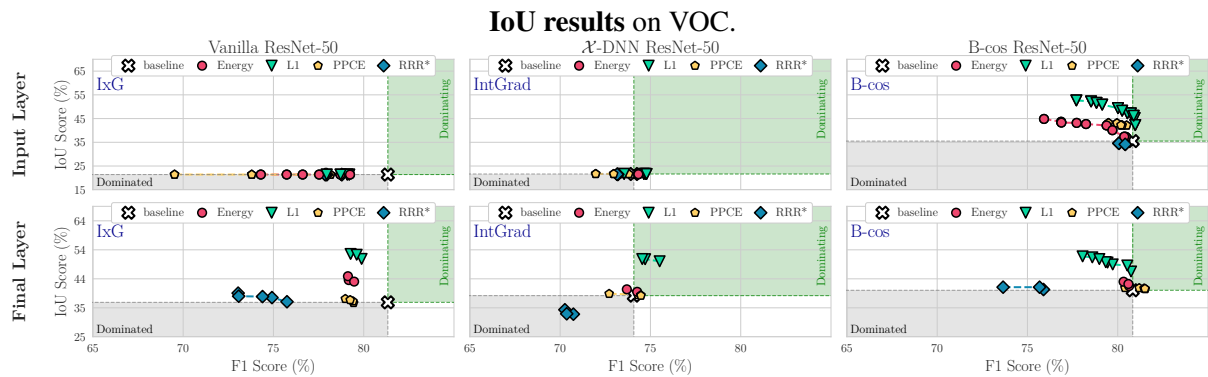 IoU results on VOC.
Vanilla ResNet-50
𝒳-DNN ResNet-50
B-cos ResNet-50
Input Layer
IoU Score (%)
65
55
45
35
25
15
baseline Energy L1 PPCE RRR*
IxG
Dominating
Dominated
baseline Energy L1 PPCE RRR*
IntGrad
Dominating
Dominated
baseline Energy L1 PPCE RRR*
B-cos
Dominating
Dominated
Final Layer
IoU Score (%)
64
54
44
35
25
baseline Energy L1 PPCE RRR*
IxG
Dominating
Dominated
65 70 75 80
F1 Score (%)
baseline Energy L1 PPCE RRR*
IntGrad
Dominating
Dominated
65 70 75 80
F1 Score (%)
baseline Energy L1 PPCE RRR*
B-cos
Dominating
Dominated
65 70 75 80
F1 Score (%)